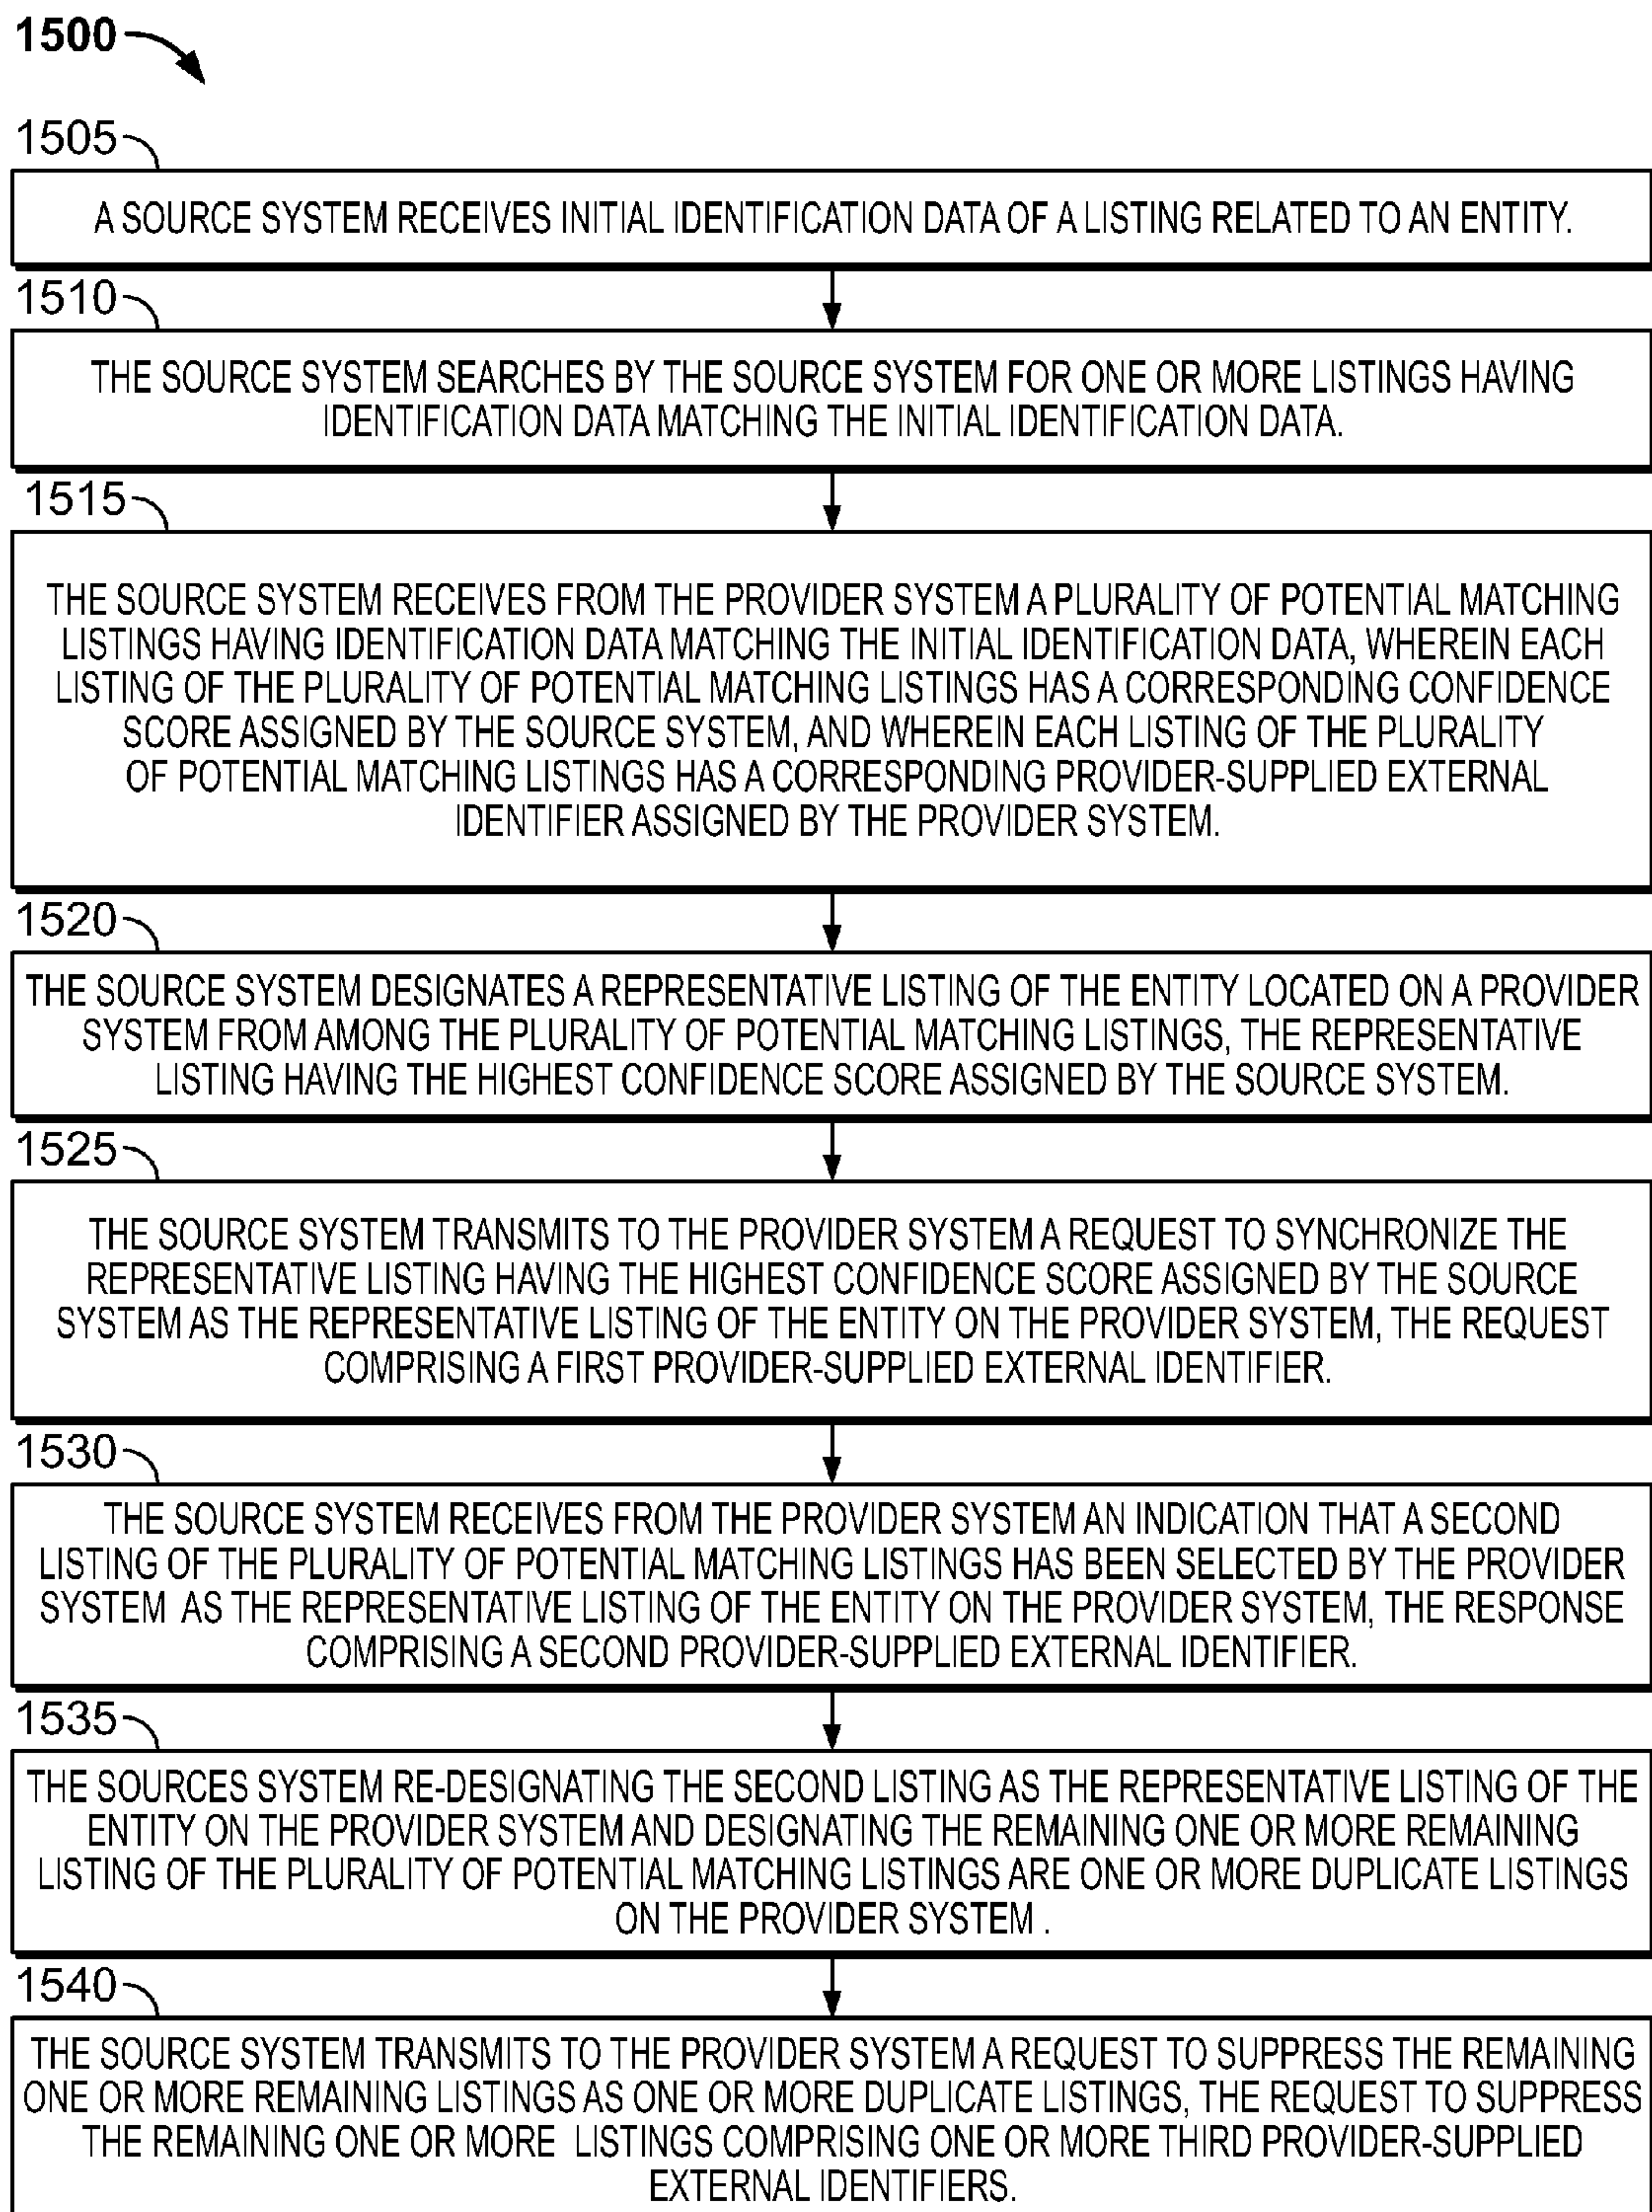 1500
1505
A SOURCE SYSTEM RECEIVES INITIAL IDENTIFICATION DATA OF A LISTING RELATED TO AN ENTITY.
1510
THE SOURCE SYSTEM SEARCHES BY THE SOURCE SYSTEM FOR ONE OR MORE LISTINGS HAVING
IDENTIFICATION DATA MATCHING THE INITIAL IDENTIFICATION DATA.
1515
THE SOURCE SYSTEM RECEIVES FROM THE PROVIDER SYSTEM A PLURALITY OF POTENTIAL MATCHING
LISTINGS HAVING IDENTIFICATION DATA MATCHING THE INITIAL IDENTIFICATION DATA, WHEREIN EACH
LISTING OF THE PLURALITY OF POTENTIAL MATCHING LISTINGS HAS A CORRESPONDING CONFIDENCE
SCORE ASSIGNED BY THE SOURCE SYSTEM, AND WHEREIN EACH LISTING OF THE PLURALITY
OF POTENTIAL MATCHING LISTINGS HAS A CORRESPONDING PROVIDER-SUPPLIED EXTERNAL
IDENTIFIER ASSIGNED BY THE PROVIDER SYSTEM.
1520
THE SOURCE SYSTEM DESIGNATES A REPRESENTATIVE LISTING OF THE ENTITY LOCATED ON A PROVIDER
SYSTEM FROM AMONG THE PLURALITY OF POTENTIAL MATCHING LISTINGS, THE REPRESENTATIVE
LISTING HAVING THE HIGHEST CONFIDENCE SCORE ASSIGNED BY THE SOURCE SYSTEM.
1525
THE SOURCE SYSTEM TRANSMITS TO THE PROVIDER SYSTEM A REQUEST TO SYNCHRONIZE THE
REPRESENTATIVE LISTING HAVING THE HIGHEST CONFIDENCE SCORE ASSIGNED BY THE SOURCE
SYSTEM AS THE REPRESENTATIVE LISTING OF THE ENTITY ON THE PROVIDER SYSTEM, THE REQUEST
COMPRISING A FIRST PROVIDER-SUPPLIED EXTERNAL IDENTIFIER.
1530
THE SOURCE SYSTEM RECEIVES FROM THE PROVIDER SYSTEM AN INDICATION THAT A SECOND
LISTING OF THE PLURALITY OF POTENTIAL MATCHING LISTINGS HAS BEEN SELECTED BY THE PROVIDER
SYSTEM AS THE REPRESENTATIVE LISTING OF THE ENTITY ON THE PROVIDER SYSTEM, THE RESPONSE
COMPRISING A SECOND PROVIDER-SUPPLIED EXTERNAL IDENTIFIER.
1535
THE SOURCES SYSTEM RE-DESIGNATING THE SECOND LISTING AS THE REPRESENTATIVE LISTING OF THE
ENTITY ON THE PROVIDER SYSTEM AND DESIGNATING THE REMAINING ONE OR MORE REMAINING
LISTING OF THE PLURALITY OF POTENTIAL MATCHING LISTINGS ARE ONE OR MORE DUPLICATE LISTINGS
ON THE PROVIDER SYSTEM .
1540
THE SOURCE SYSTEM TRANSMITS TO THE PROVIDER SYSTEM A REQUEST TO SUPPRESS THE REMAINING
ONE OR MORE REMAINING LISTINGS AS ONE OR MORE DUPLICATE LISTINGS, THE REQUEST TO SUPPRESS
THE REMAINING ONE OR MORE LISTINGS COMPRISING ONE OR MORE THIRD PROVIDER-SUPPLIED
EXTERNAL IDENTIFIERS.